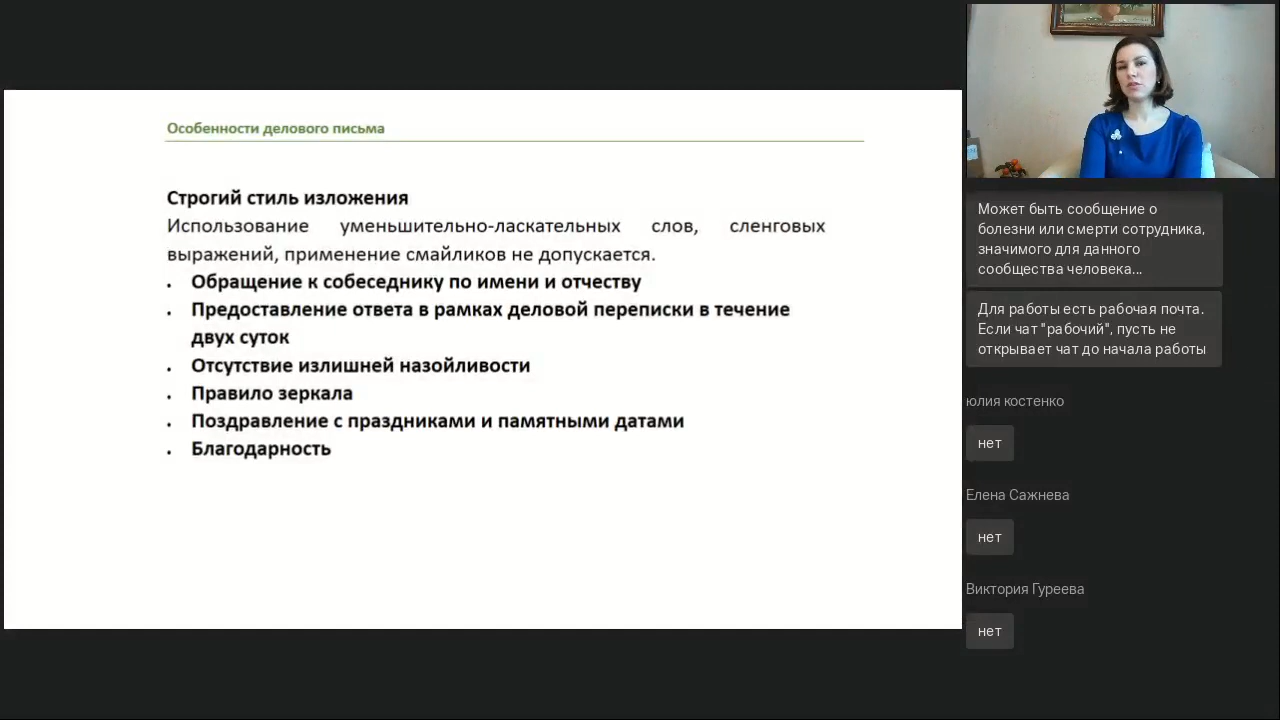 Особенности делового письма
Строгий стиль изложения
Использование уменьшительно-ласкательных слов, сленговых
выражений, применение смайликов не допускается.
• Обращение к собеседнику по имени и отчеству
• Предоставление ответа в рамках деловой переписки в течение
двух суток
• Отсутствие излишней назойливости
• Правило зеркала
• Поздравление с праздниками и памятными датами
• Благодарность
Может быть сообщение о
болезни или смерти сотрудника,
значимого для данного
сообщества человека...
Для работы есть рабочая почта.
Если чат "рабочий", пусть не
открывает чат до начала работы
юлия костенко
нет
Елена Сажнева
нет
Виктория Гуреева
нет